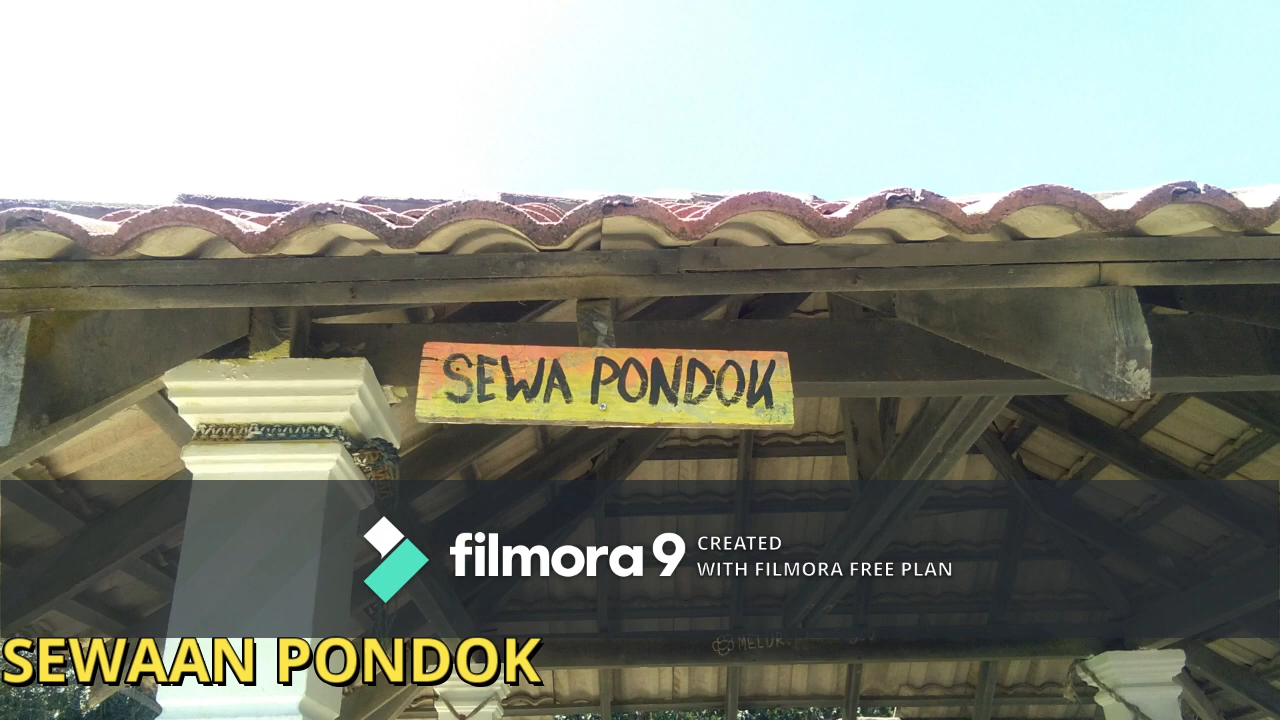 SEWA PONDOK
filmora9
CREATED
WITH FILMORA FREE PLAN
SEWAAN PONDOK